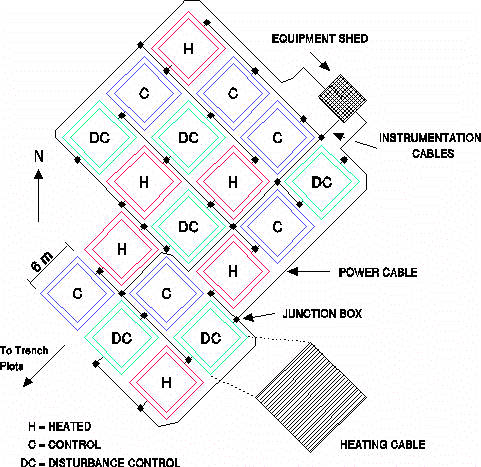 EQUIPMENT SHED
H
C
C
DC
DC
C
INSTRUMENTATION
CABLES
N
H
H
DC
DC
C
H
6 m
H
POWER CABLE
C
C
JUNCTION BOX
DC
DC
To Trench
Plots
H
H = HEATED
C = CONTROL
DC = DISTURBANCE CONTROL
HEATING CABLE